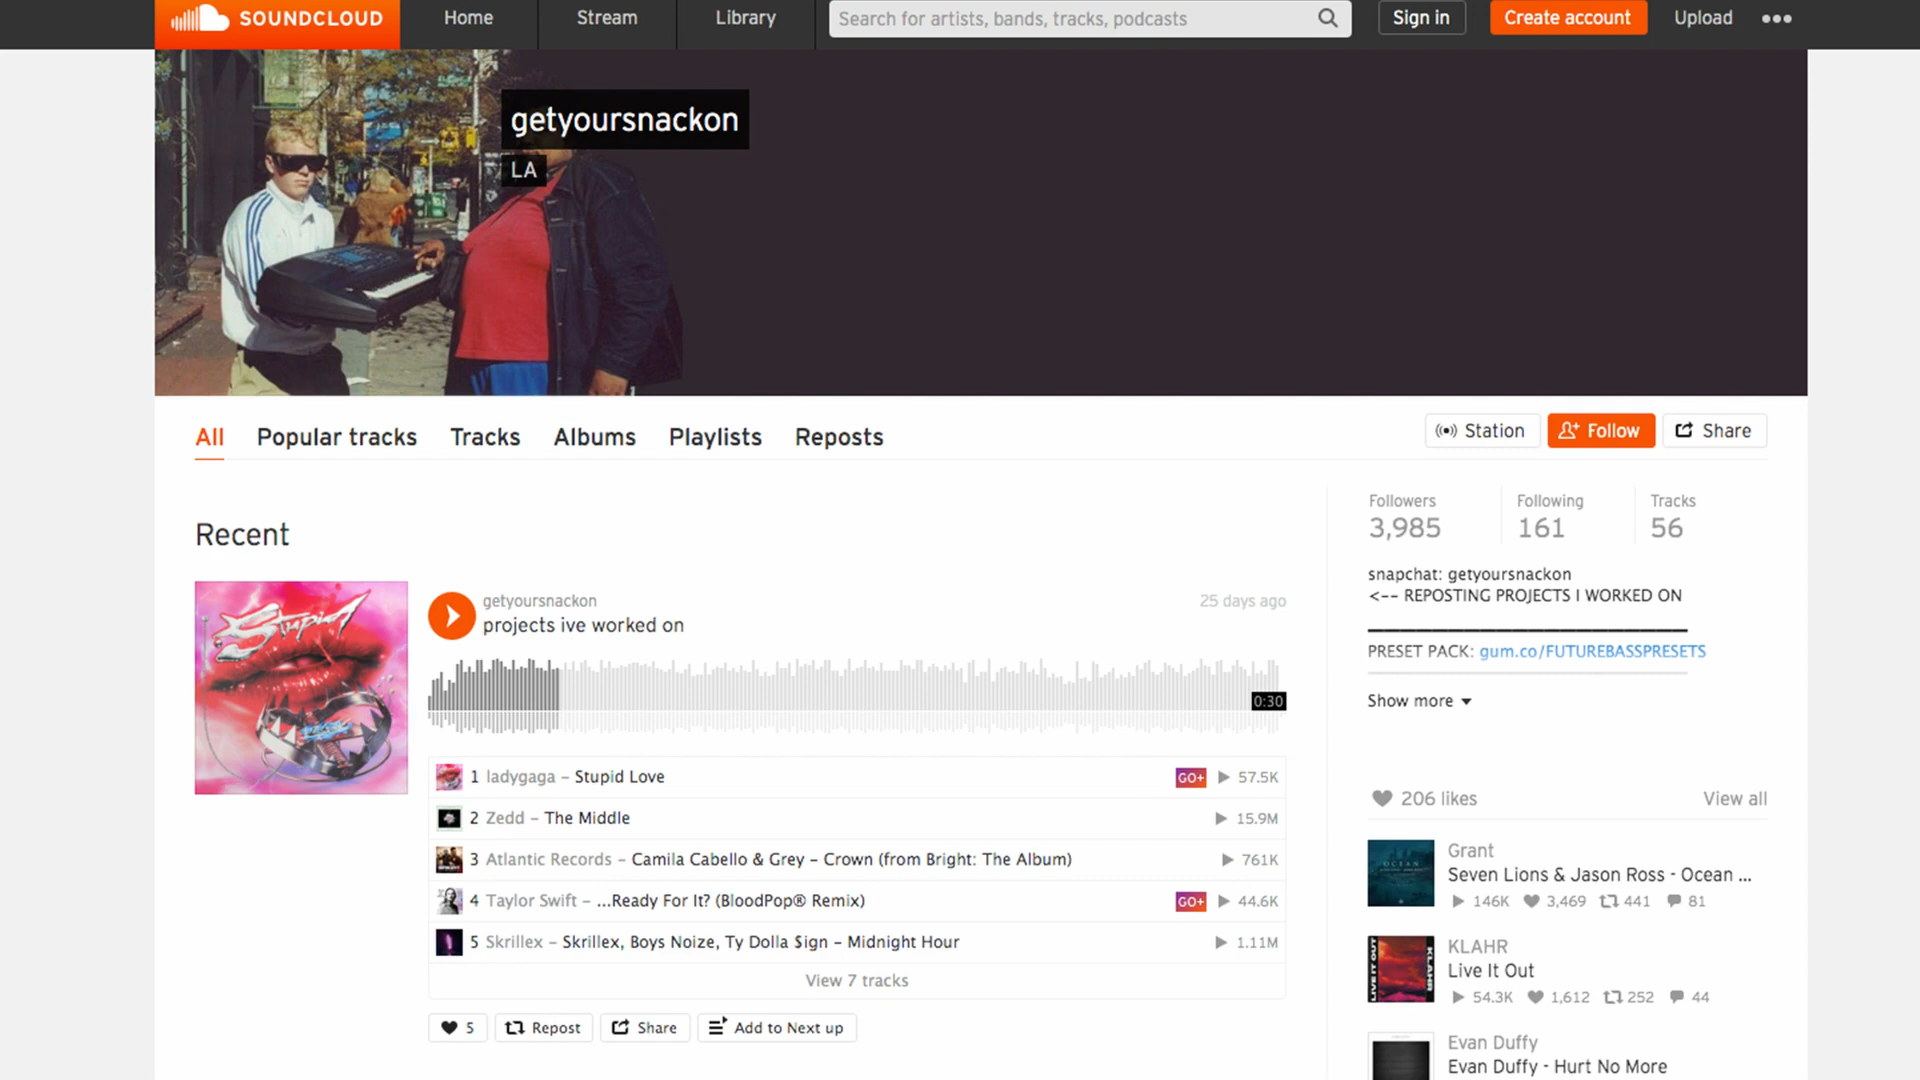 SOUNDCLOUD
Home
Stream
Library
Search for artists, bands, tracks, podcasts
Sign in
Create account
Upload
getyoursnackon
LA
All
Popular tracks
Tracks
Albums
Playlists
Reposts
Station
Follow
Share
Followers
3,985
Following
161
Tracks
56
Recent
Stupid
getyoursnackon
projects ive worked on
25 days ago
0:30
1 ladygaga – Stupid Love
GO+
57.5K
2 Zedd – The Middle
15.9M
3 Atlantic Records – Camila Cabello & Grey – Crown (from Bright: The Album)
761K
4 Taylor Swift – ...Ready For It? (BloodPop® Remix)
GO+
44.6K
5 Skrillex – Skrillex, Boys Noize, Ty Dolla $ign – Midnight Hour
1.11M
View 7 tracks
5
Repost
Share
Add to Next up
snapchat: getyoursnackon
<-- REPOSTING PROJECTS I WORKED ON
PRESET PACK: gum.co/FUTUREBASSPRESETS
Show more
206 likes
View all
OCEAN
Grant
Seven Lions & Jason Ross - Ocean ...
146K
3,469
441
81
LIVE IT OUT
KLAHR
KLAHR
Live It Out
54.3K
1,612
252
44
Evan Duffy
Evan Duffy - Hurt No More